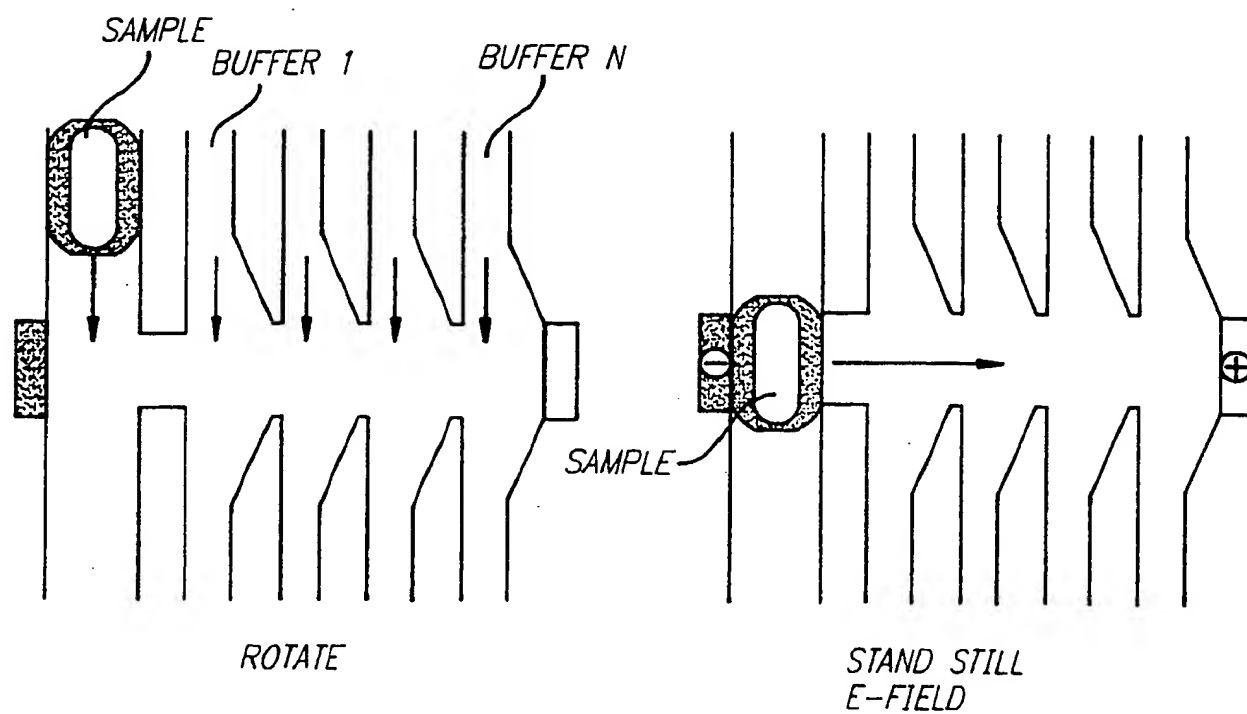 SAMPLE
BUFFER 1
BUFFER N
SAMPLE
ROTATE
STAND STILL
E-FIELD